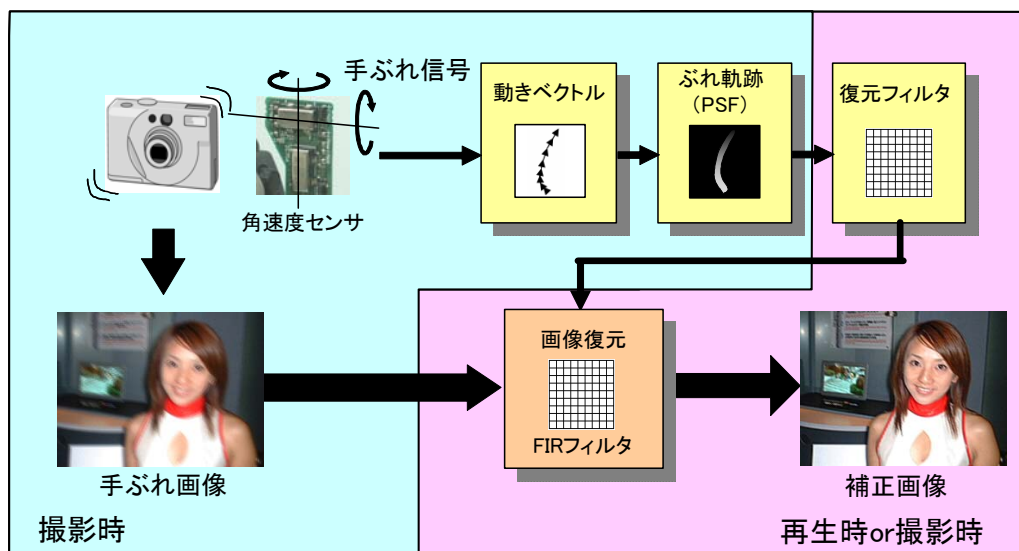 手ぶれ信号
角速度センサ
動きベクトル
ぶれ軌跡
(PSF)
復元フィルタ
画像復元
FIRフィルタ
手ぶれ画像
補正画像
撮影時
再生時or撮影時